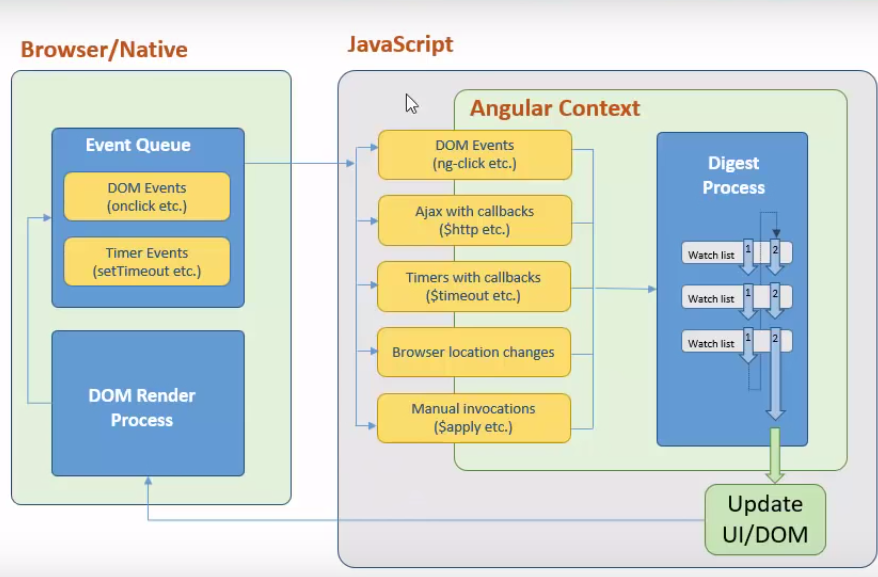 Browser/Native
Event Queue
DOM Events
(onclick etc.)
Timer Events
(setTimeout etc.)
DOM Render
Process
JavaScript
Angular Context
DOM Events
(ng-click etc.)
Ajax with callbacks
($http etc.)
Timers with callbacks
($timeout etc.)
Browser location changes
Manual invocations
($apply etc.)
Digest
Process
Watch list 1 2
Watch list 1 2
Watch list 1 2
Update
UI/DOM